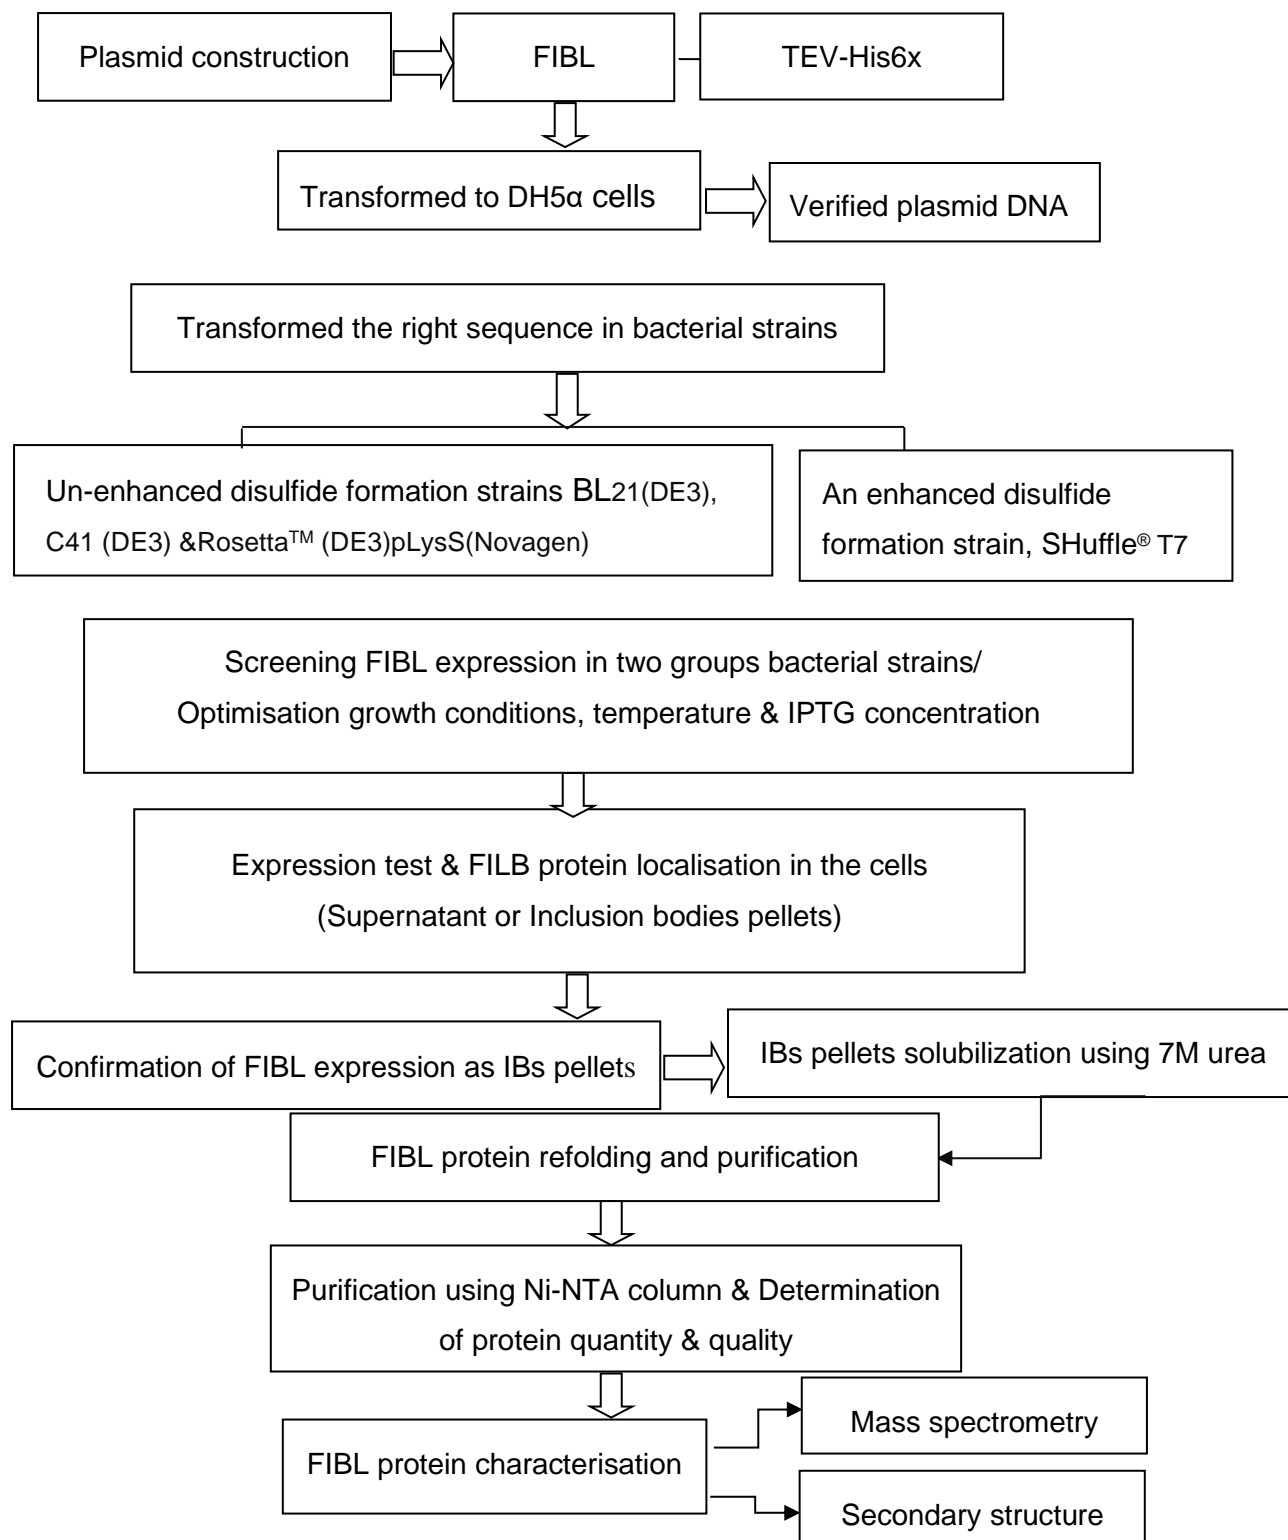 Plasmid construction
FIBL
TEV-His6x
Transformed to DH5α cells
Verified plasmid DNA
Transformed the right sequence in bacterial strains
Un-enhanced disulfide formation strains BL21(DE3),
C41 (DE3) &Rosetta™ (DE3)pLysS(Novagen)
An enhanced disulfide
formation strain, SHuffle® T7
Screening FIBL expression in two groups bacterial strains/
Optimisation growth conditions, temperature & IPTG concentration
Expression test & FILB protein localisation in the cells
(Supernatant or Inclusion bodies pellets)
Confirmation of FIBL expression as IBs pellets
IBs pellets solubilization using 7M urea
FIBL protein refolding and purification
Purification using Ni-NTA column & Determination
of protein quantity & quality
FIBL protein characterisation
Mass spectrometry
Secondary structure